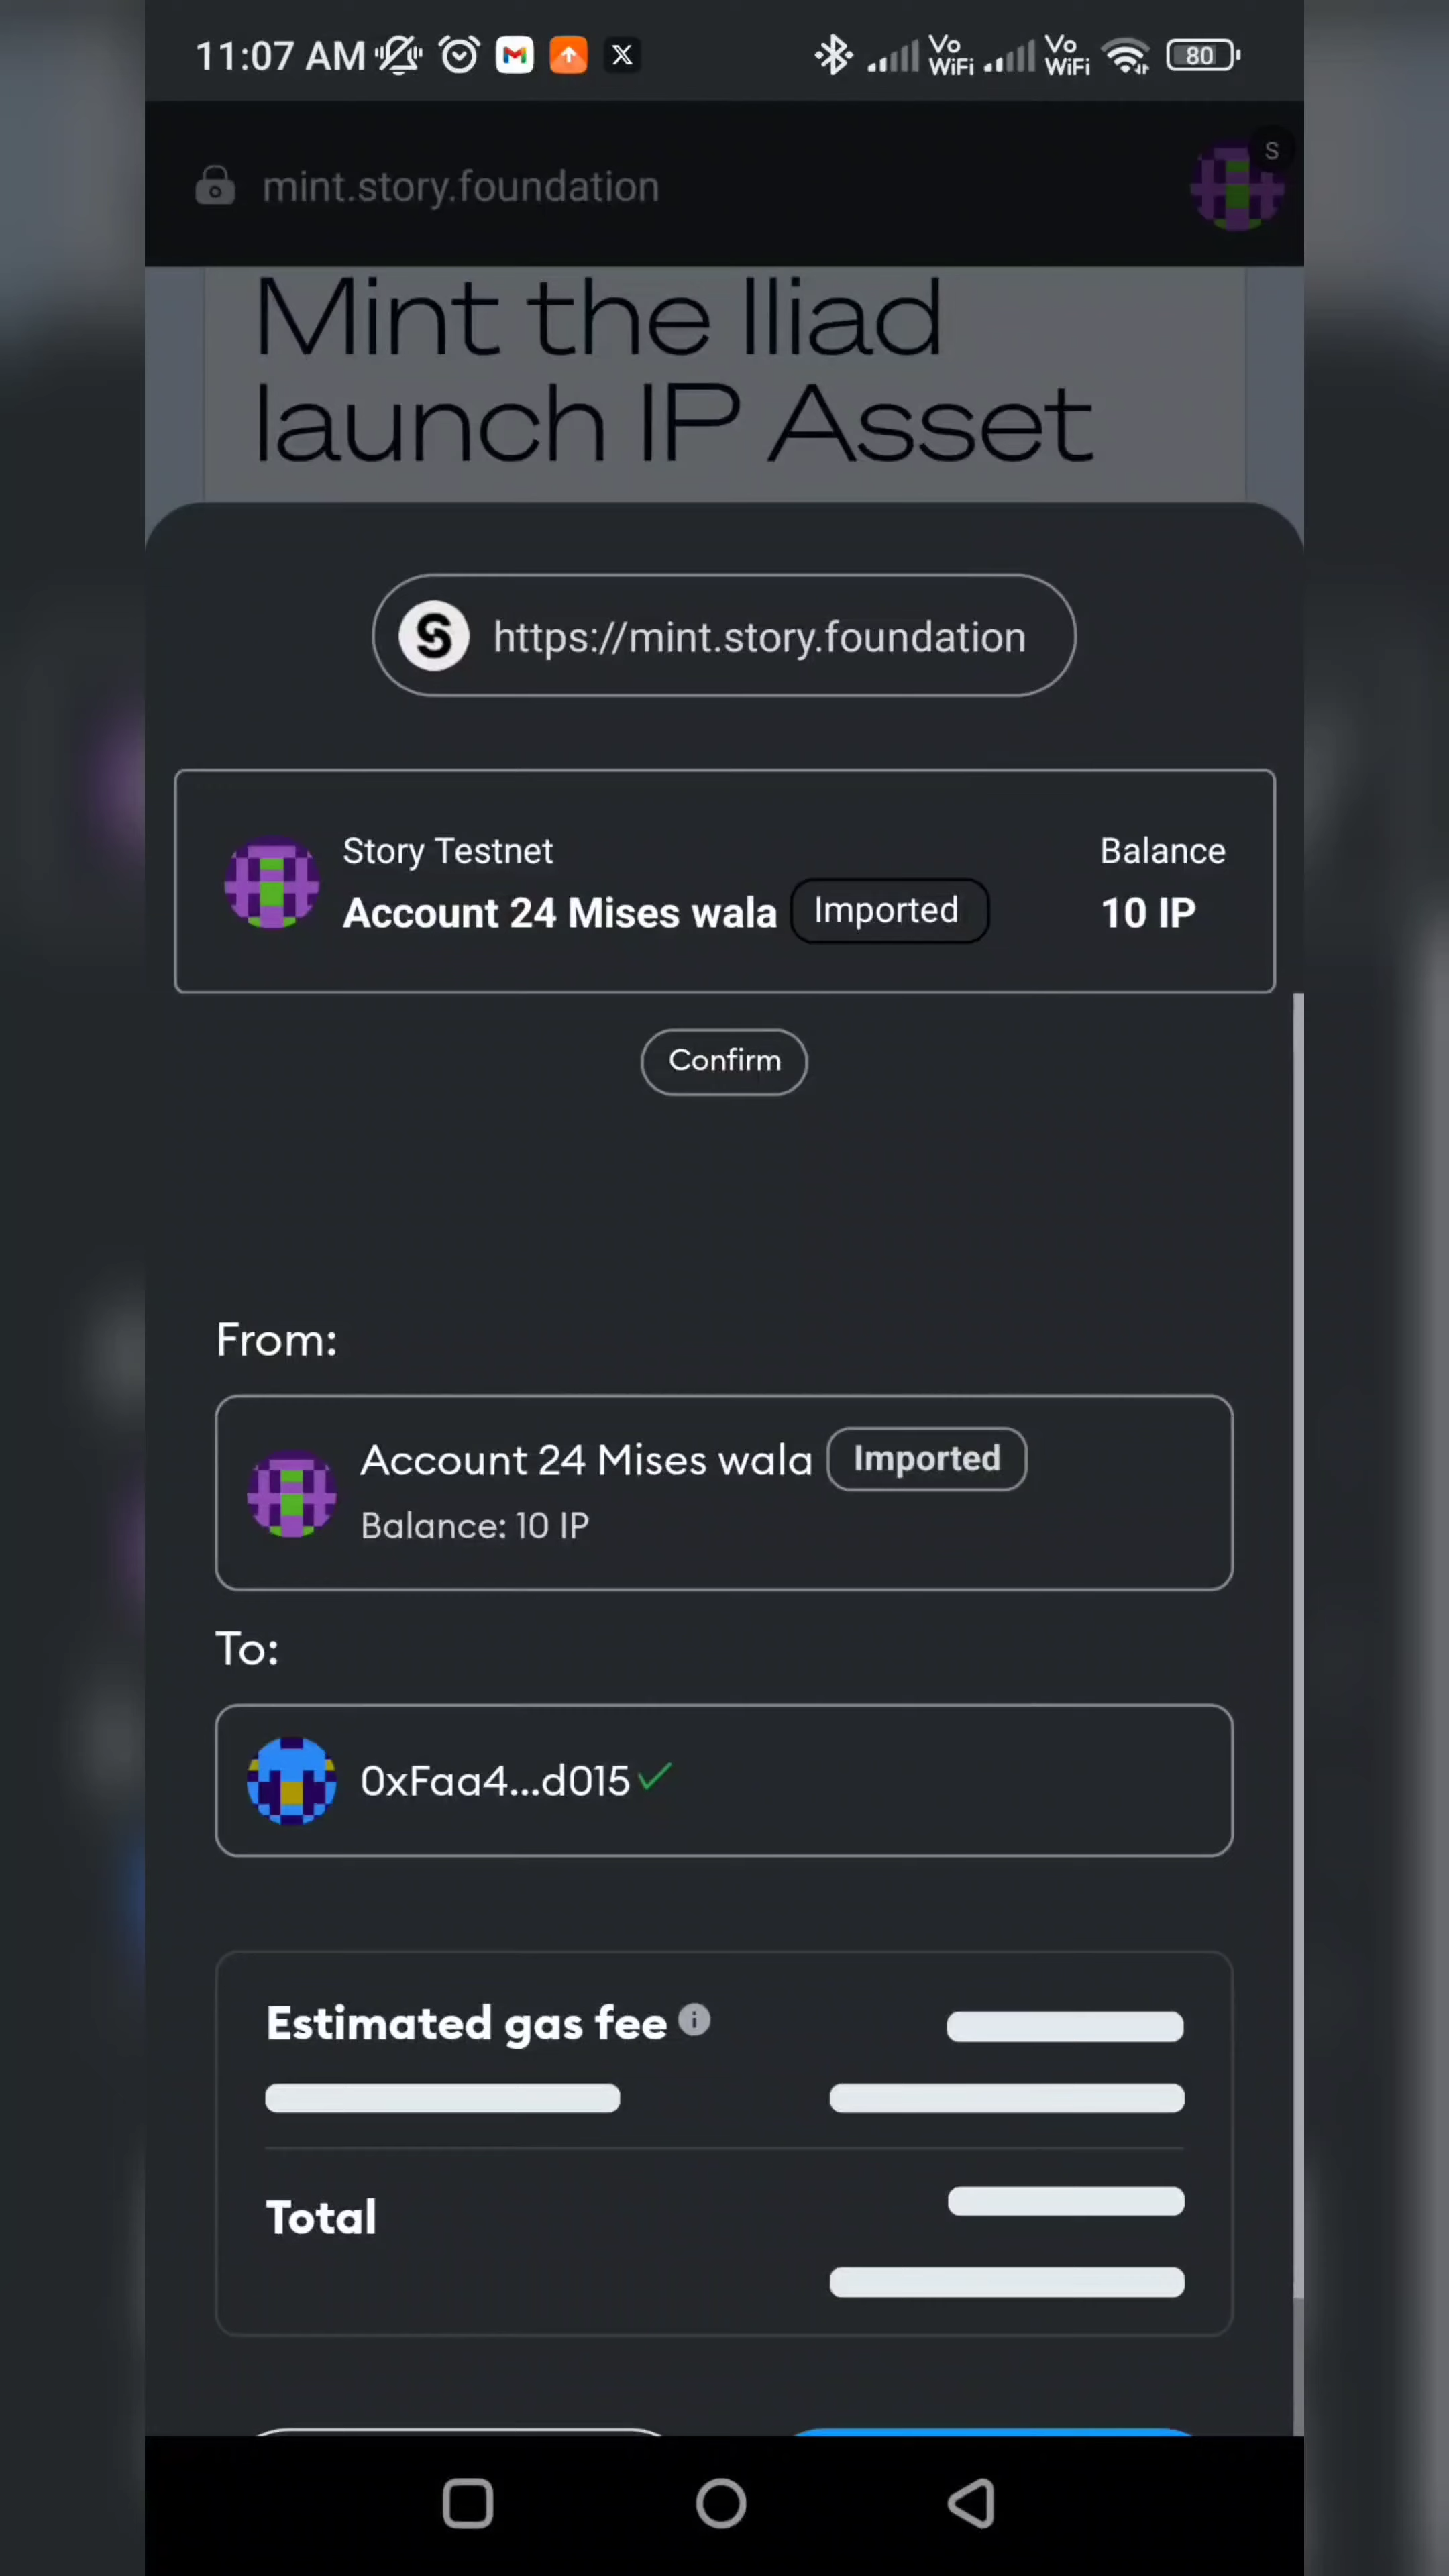 11:07 AM
Vo WiFi
Vo WiFi
80
mint.story.foundation
S
Mint the Iliad
launch IP Asset
S
https://mint.story.foundation
Story Testnet
Balance
Account 24 Mises wala
Imported
10 IP
Confirm
From:
Account 24 Mises wala
Imported
Balance: 10 IP
To:
0xFaa4...d015
Estimated gas fee
Total